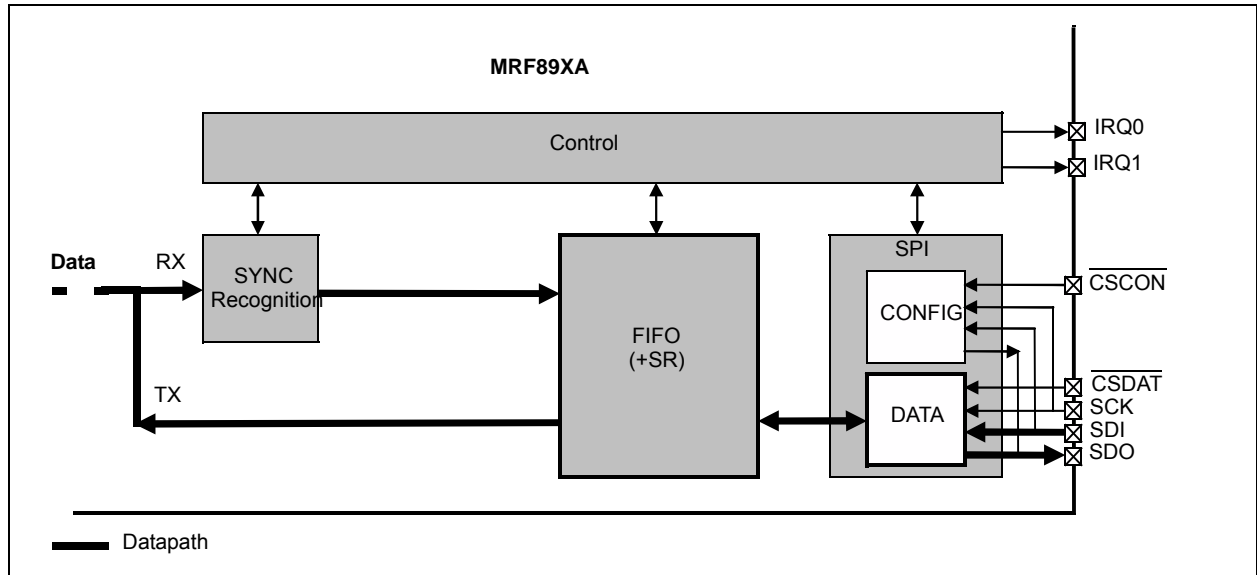 MRF89XA
Control
IRQ0
IRQ1
Data
RX
SYNC
Recognition
TX
FIFO
(+SR)
SPI
CONFIG
DATA
CSCON
CSDAT
SCK
SDI
SDO
Datapath